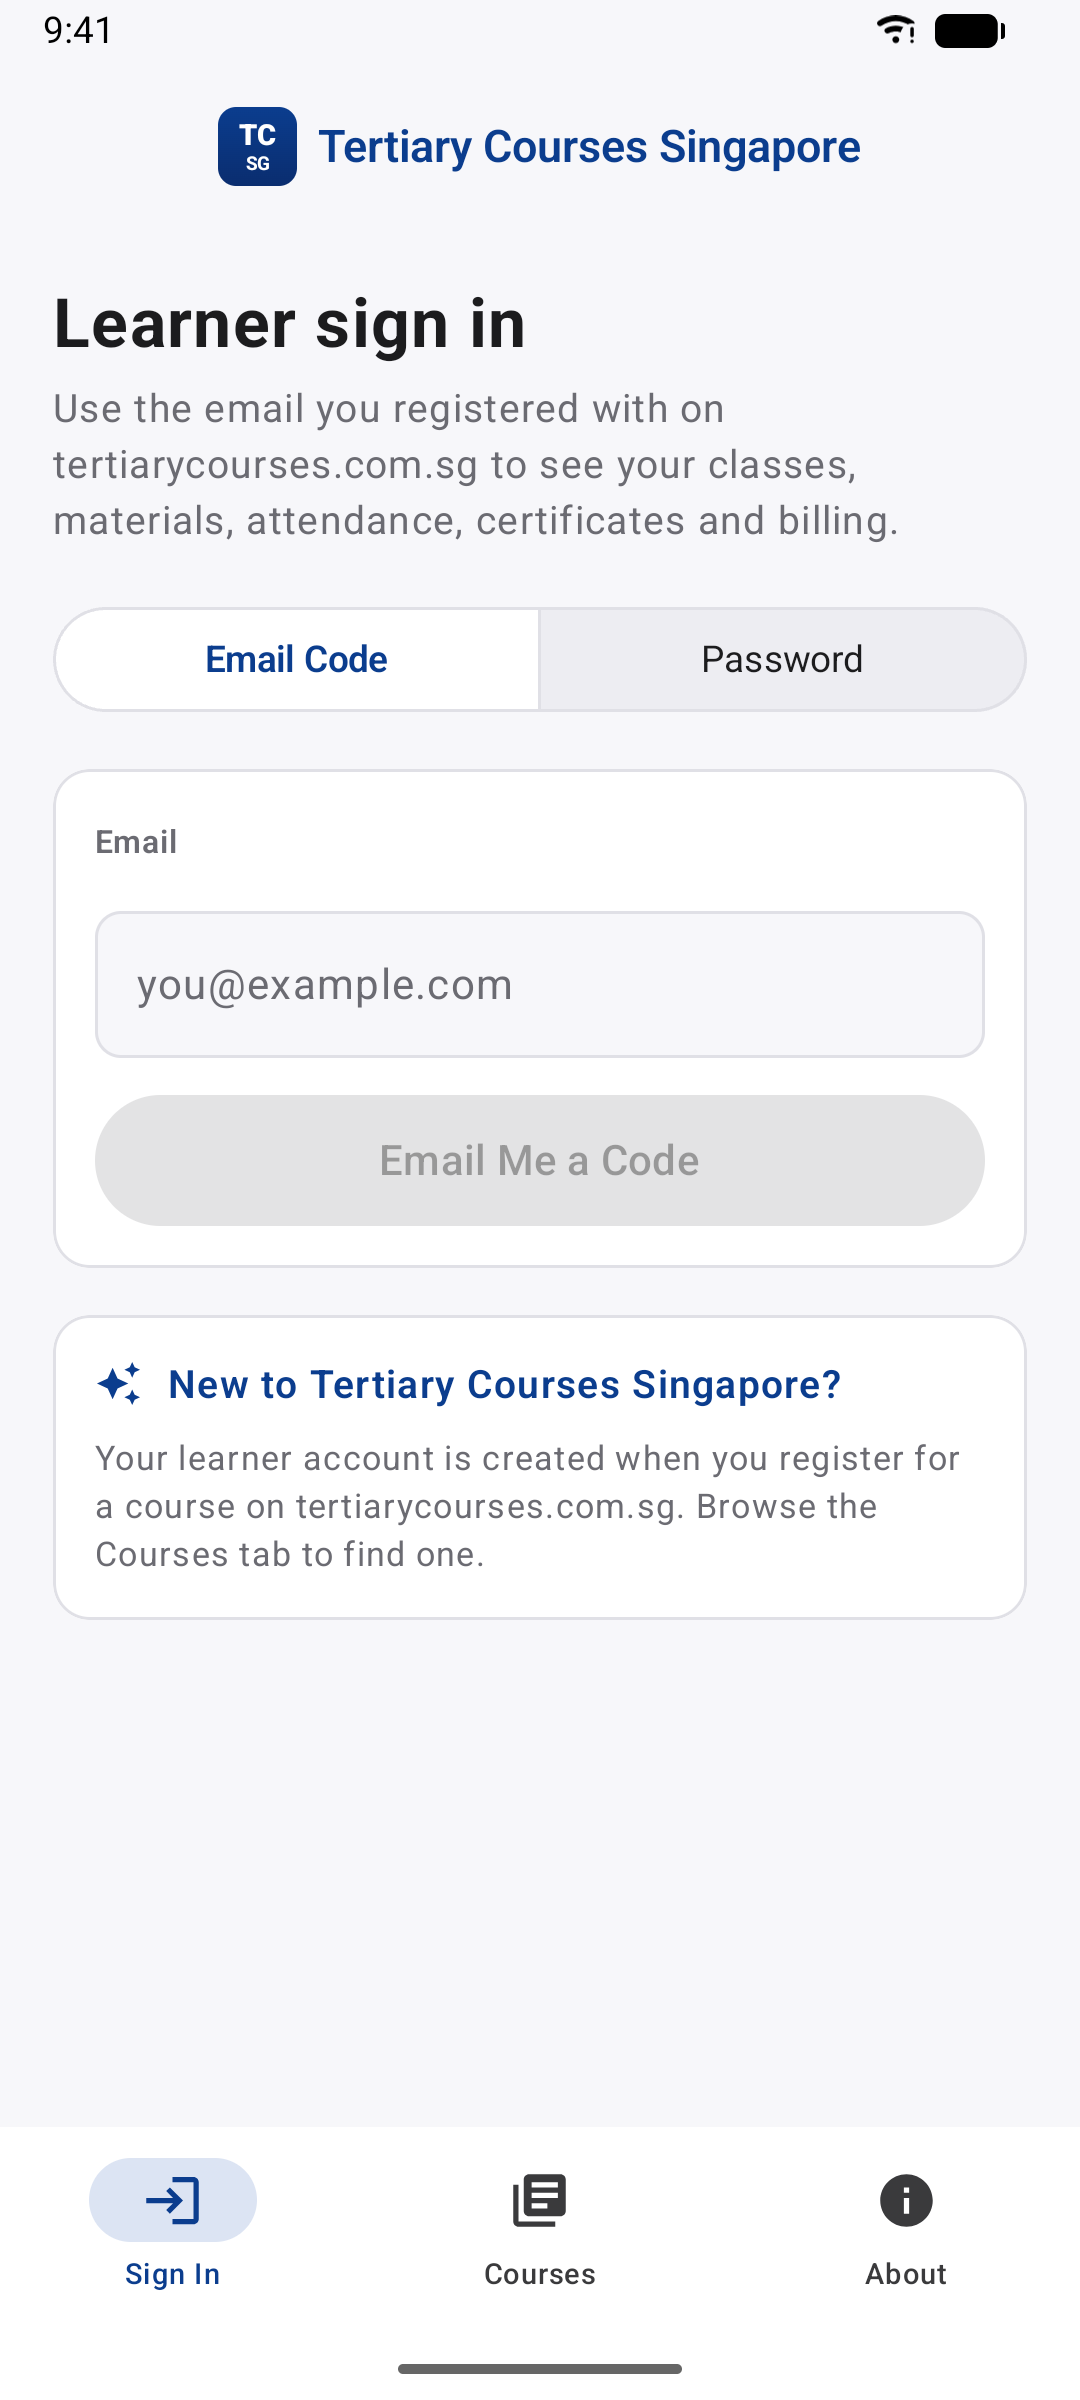 9:41
TC
SG
Tertiary Courses Singapore
Learner sign in
Use the email you registered with on
tertiarycourses.com.sg to see your classes,
materials, attendance, certificates and billing.
Email Code
Password
Email
you@example.com
Email Me a Code
New to Tertiary Courses Singapore?
Your learner account is created when you register for
a course on tertiarycourses.com.sg. Browse the
Courses tab to find one.
Sign In
Courses
About